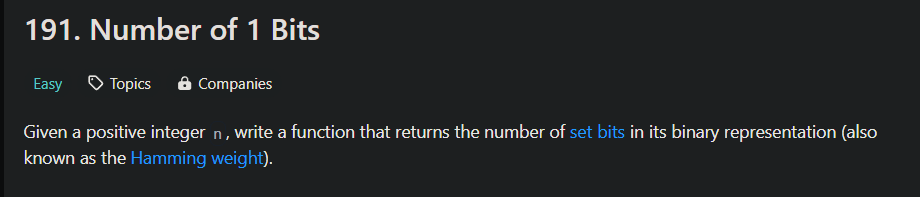 191. Number of 1 Bits
Easy Topics Companies
Given a positive integer n, write a function that returns the number of set bits in its binary representation (also
known as the Hamming weight).